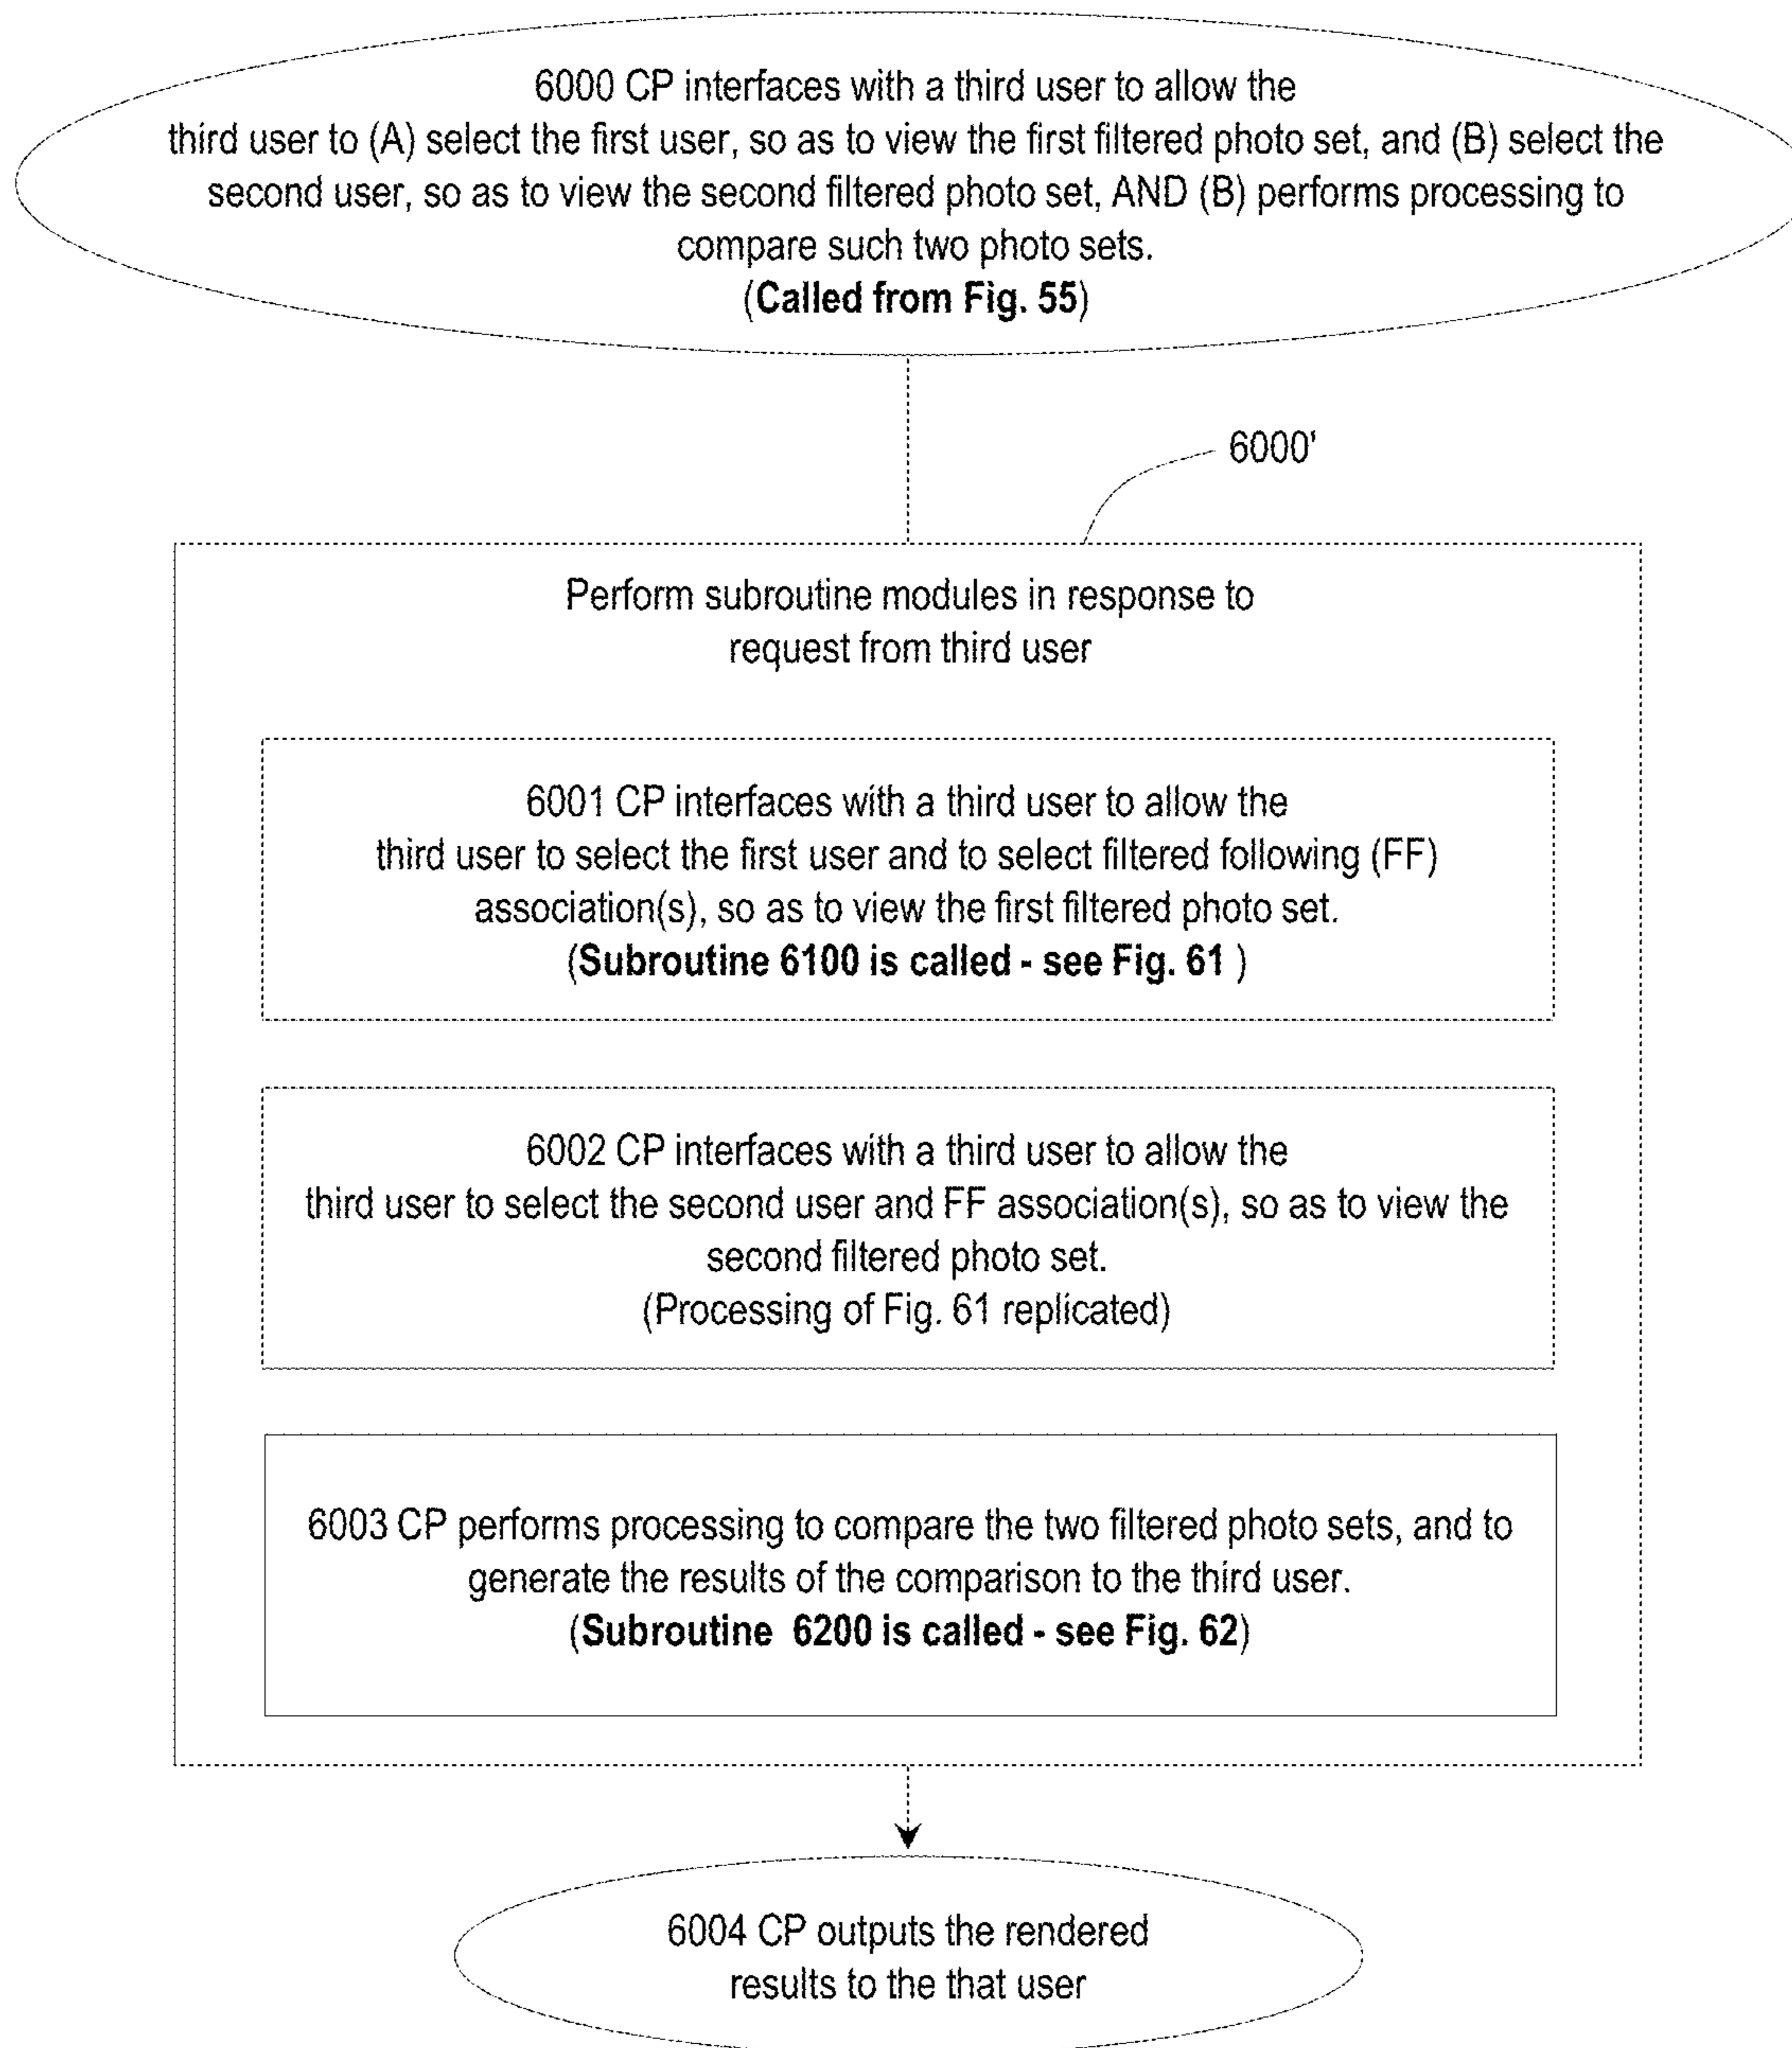 6000 CP interfaces with a third user to allow the
third user to (A) select the first user, so as to view the first filtered photo set, and (B) select the
second user, so as to view the second filtered photo set, AND (B) performs processing to
compare such two photo sets.
(Called from Fig. 55)
6000'
Perform subroutine modules in response to
request from third user
6001 CP interfaces with a third user to allow the
third user to select the first user and to select filtered following (FF)
association(s), so as to view the first filtered photo set.
(Subroutine 6100 is called - see Fig. 61 )
6002 CP interfaces with a third user to allow the
third user to select the second user and FF association(s), so as to view the
second filtered photo set.
(Processing of Fig. 61 replicated)
6003 CP performs processing to compare the two filtered photo sets, and to
generate the results of the comparison to the third user.
(Subroutine 6200 is called - see Fig. 62)
6004 CP outputs the rendered
results to the that user